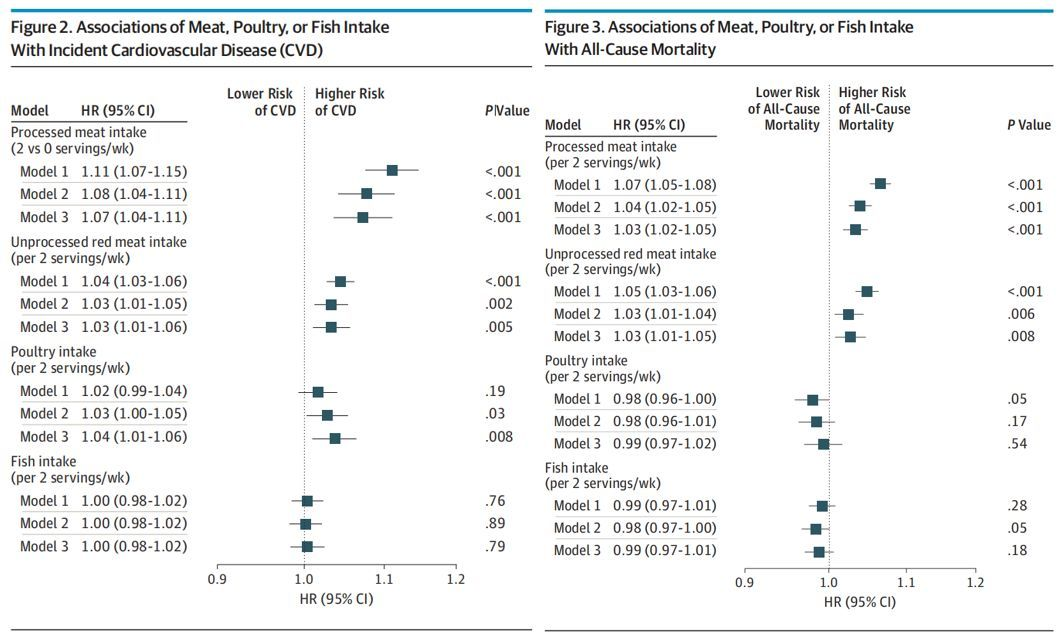 Figure 2. Associations of Meat, Poultry, or Fish Intake
With Incident Cardiovascular Disease (CVD)
Lower Risk Higher Risk
of CVD of CVD
Model HR (95% CI) P Value
Processed meat intake
(2 vs 0 servings/wk)
Model 1 1.11 (1.07-1.15) <.001
Model 2 1.08 (1.04-1.11) <.001
Model 3 1.07 (1.04-1.11) <.001
Unprocessed red meat intake
(per 2 servings/wk)
Model 1 1.04 (1.03-1.06) <.001
Model 2 1.03 (1.01-1.05) .002
Model 3 1.03 (1.01-1.06) .005
Poultry intake
(per 2 servings/wk)
Model 1 1.02 (0.99-1.04) .19
Model 2 1.03 (1.00-1.05) .03
Model 3 1.04 (1.01-1.06) .008
Fish intake
(per 2 servings/wk)
Model 1 1.00 (0.98-1.02) .76
Model 2 1.00 (0.98-1.02) .89
Model 3 1.00 (0.98-1.02) .79
0.9 1.0 1.1 1.2
HR (95% CI)
Figure 3. Associations of Meat, Poultry, or Fish Intake
With All-Cause Mortality
Lower Risk Higher Risk
of All-Cause of All-Cause
Mortality Mortality
Model HR (95% CI) P Value
Processed meat intake
(per 2 servings/wk)
Model 1 1.07 (1.05-1.08) <.001
Model 2 1.04 (1.02-1.05) <.001
Model 3 1.03 (1.02-1.05) <.001
Unprocessed red meat intake
(per 2 servings/wk)
Model 1 1.05 (1.03-1.06) <.001
Model 2 1.03 (1.01-1.04) .006
Model 3 1.03 (1.01-1.05) .008
Poultry intake
(per 2 servings/wk)
Model 1 0.98 (0.96-1.00) .05
Model 2 0.98 (0.96-1.01) .17
Model 3 0.99 (0.97-1.02) .54
Fish intake
(per 2 servings/wk)
Model 1 0.99 (0.97-1.01) .28
Model 2 0.98 (0.97-1.00) .05
Model 3 0.99 (0.97-1.01) .18
0.9 1.0 1.1 1.2
HR (95% CI)